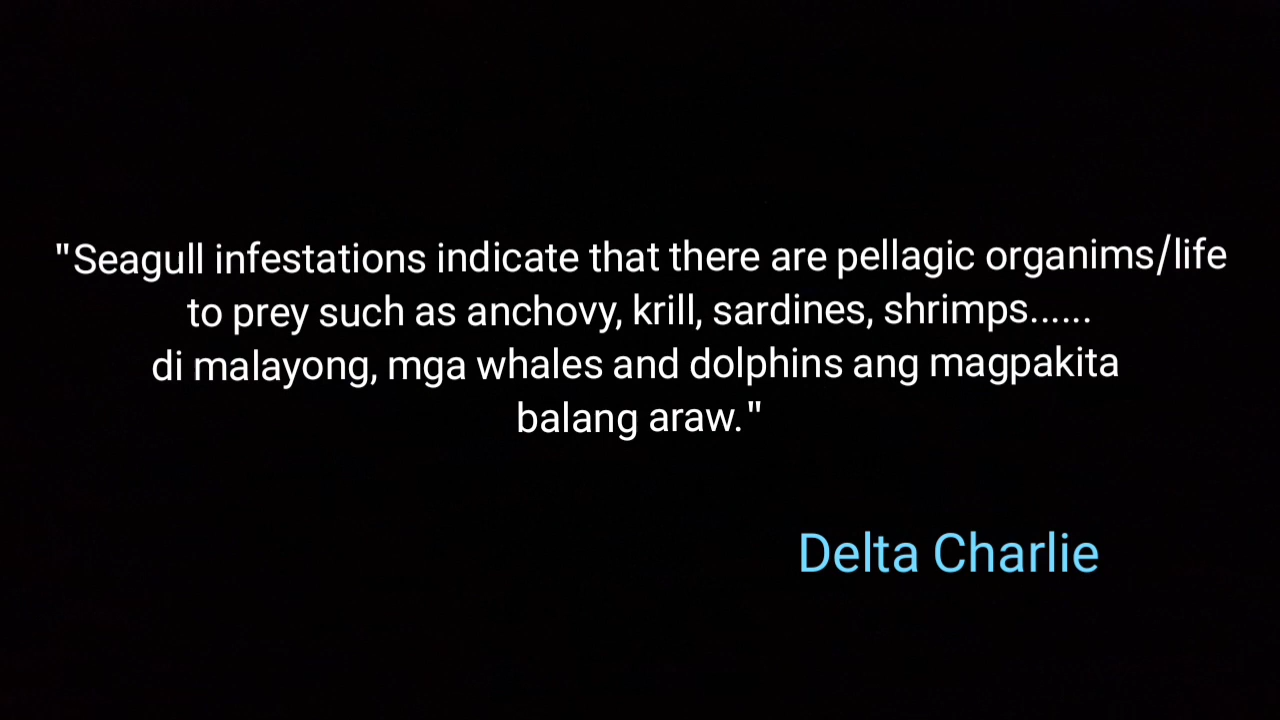 "Seagull infestations indicate that there are pellagic organims/life
to prey such as anchovy, krill, sardines, shrimps......
di malayong, mga whales and dolphins ang magpakita
balang araw."
Delta Charlie